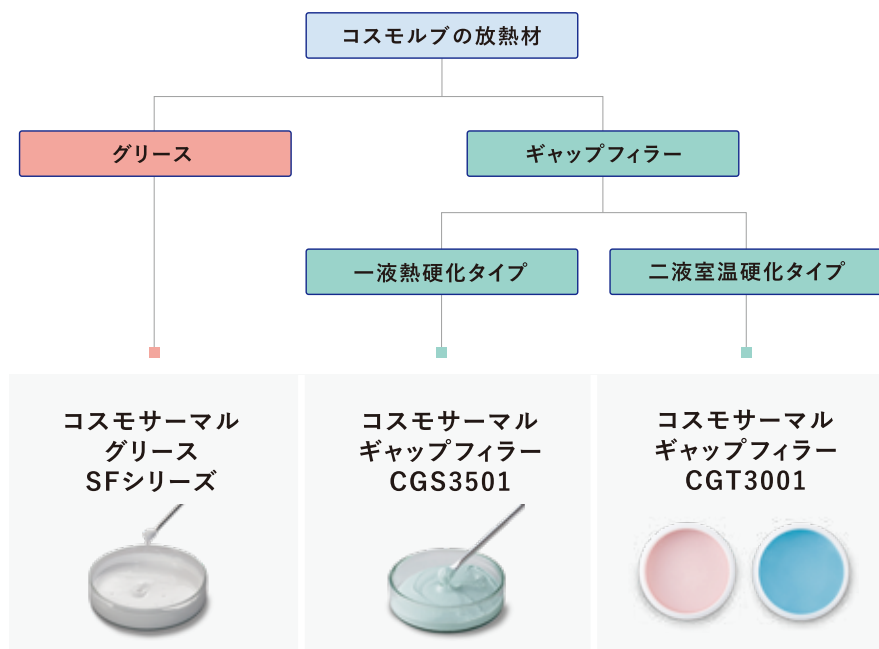 コスモルブの放熱材
グリース
ギャップフィラー
一液熱硬化タイプ
二液室温硬化タイプ
コスモサーマル
グリース
SFシリーズ
コスモサーマル
ギャップフィラー
CGS3501
コスモサーマル
ギャップフィラー
CGT3001